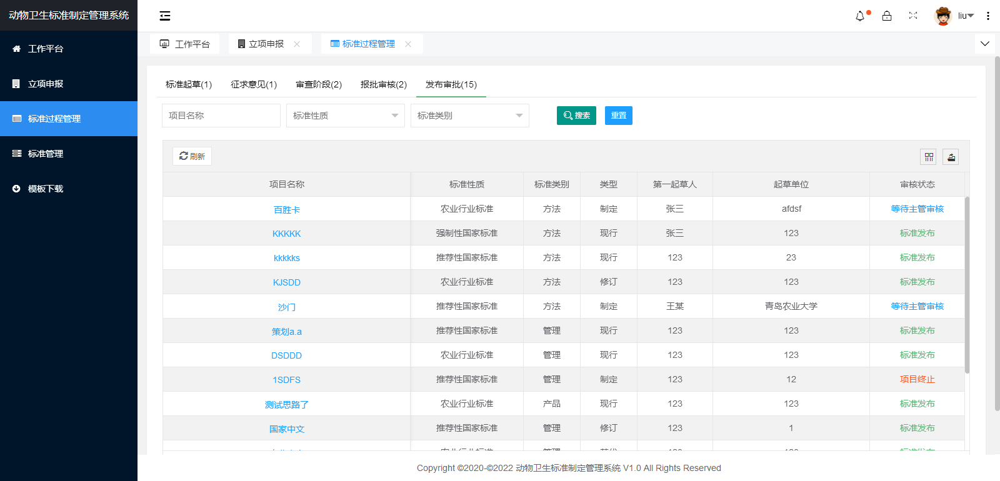 动物卫生标准制定管理系统
liu
工作平台
立项申报
标准过程管理
标准管理
模板下载
工作平台 立项申报 标准过程管理
标准起草(1) 征求意见(1) 审查阶段(2) 报批审核(2) 发布审批(15)
项目名称 标准性质 标准类别 搜索 重置
刷新
项目名称 标准性质 标准类别 类型 第一起草人 起草单位 审核状态
百胜卡 农业行业标准 方法 制定 张三 afdsf 等待主管审核
KKKKK 强制性国家标准 方法 现行 张三 123 标准发布
kkkkks 推荐性国家标准 方法 现行 123 23 标准发布
KJSDD 农业行业标准 方法 修订 123 123 标准发布
沙门 推荐性国家标准 方法 制定 王某 青岛农业大学 等待主管审核
策划a.a 推荐性国家标准 管理 现行 123 123 标准发布
DSDDD 农业行业标准 管理 现行 123 123 标准发布
1SDFS 推荐性国家标准 管理 制定 123 12 项目终止
测试思路了 农业行业标准 产品 现行 123 123 标准发布
国家中文 推荐性国家标准 管理 修订 123 1 标准发布
Copyright ©2020-©2022 动物卫生标准制定管理系统 V1.0 All Rights Reserved